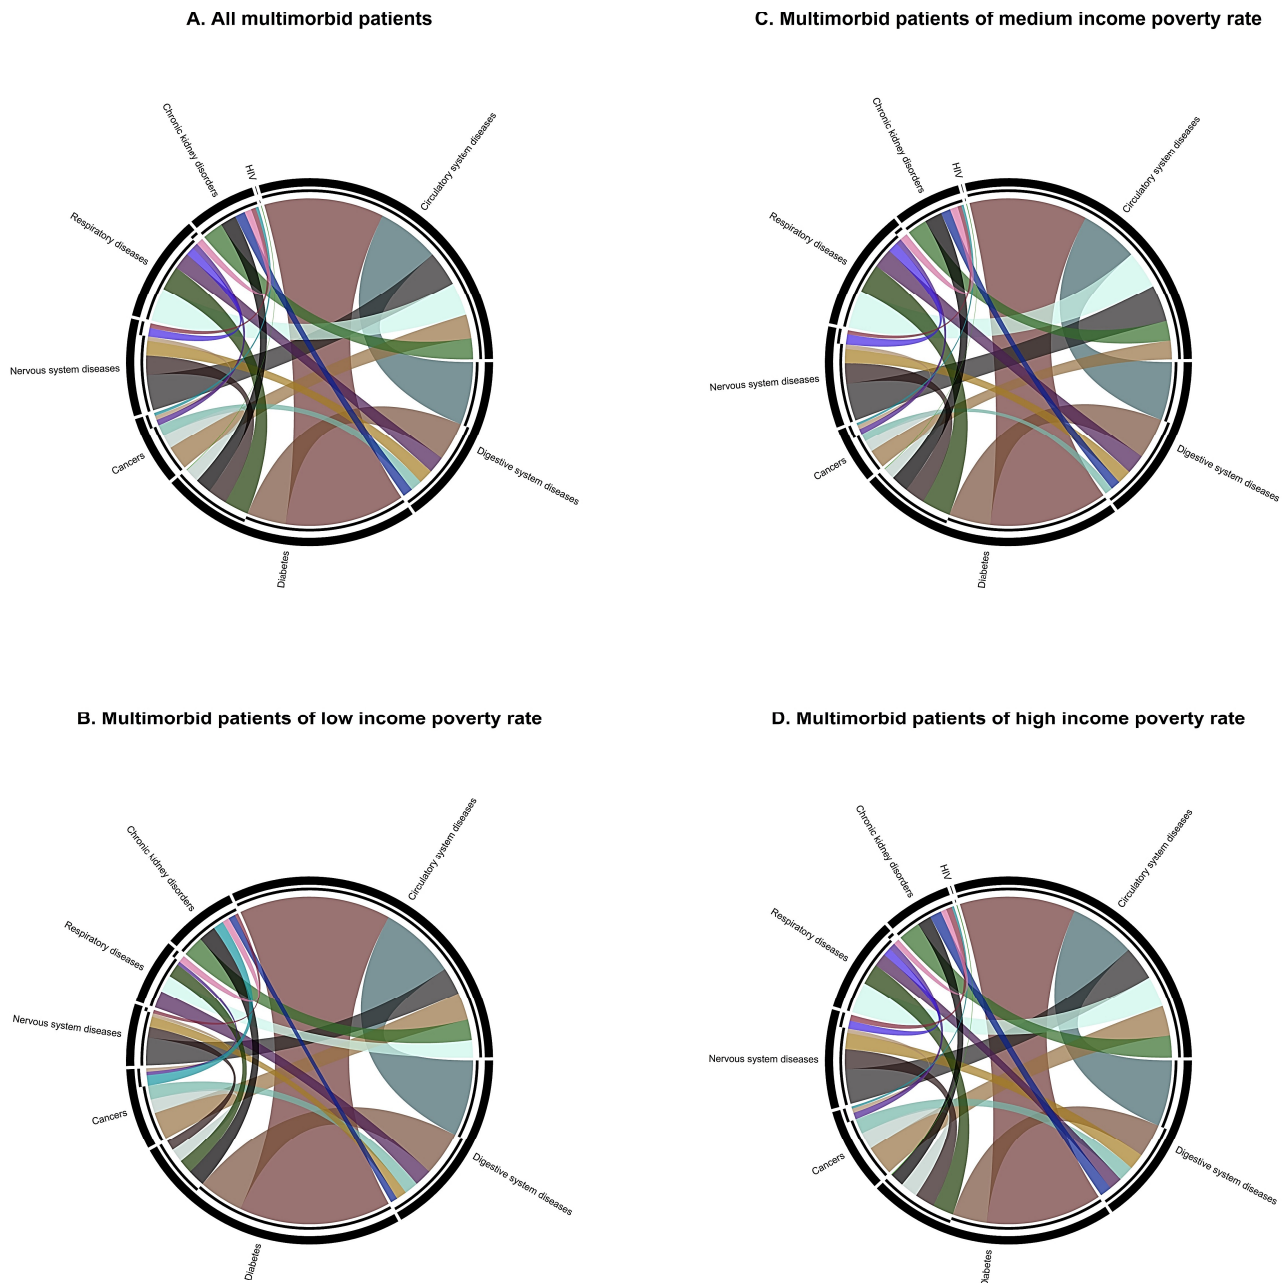 A. All multimorbid patients
C. Multimorbid patients of medium income poverty rate
Chronic kidney disorders
HIV
Circulatory system diseases
Respiratory diseases
Nervous system diseases
Cancers
Digestive system diseases
Diabetes
Chronic kidney disorders
HIV
Circulatory system diseases
Respiratory diseases
Nervous system diseases
Cancers
Digestive system diseases
Diabetes
B. Multimorbid patients of low income poverty rate
D. Multimorbid patients of high income poverty rate
Chronic kidney disorders
Circulatory system diseases
Respiratory diseases
Nervous system diseases
Cancers
Digestive system diseases
Diabetes
Chronic kidney disorders
HIV
Circulatory system diseases
Respiratory diseases
Nervous system diseases
Cancers
Digestive system diseases
iabetes